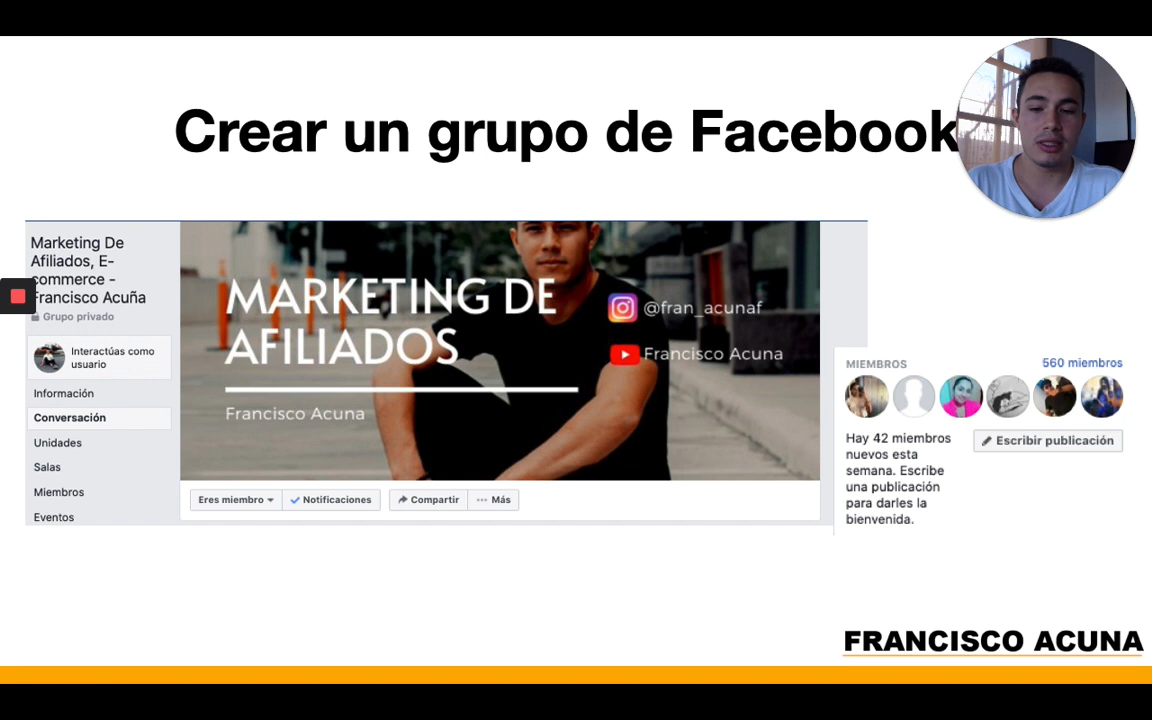 Crear un grupo de Facebook
Marketing De
Afiliados, E-
commerce -
Francisco Acuña
Grupo privado
Interactúas como
usuario
Información
Conversación
Unidades
Salas
Miembros
Eventos
MARKETING DE
AFILIADOS
Francisco Acuna
@fran_acunaf
Francisco Acuna
Eres miembro
Notificaciones
Compartir
Más
MIEMBROS
560 miembros
Hay 42 miembros
nuevos esta
semana. Escribe
una publicación
para darles la
bienvenida.
Escribir publicación
FRANCISCO ACUNA